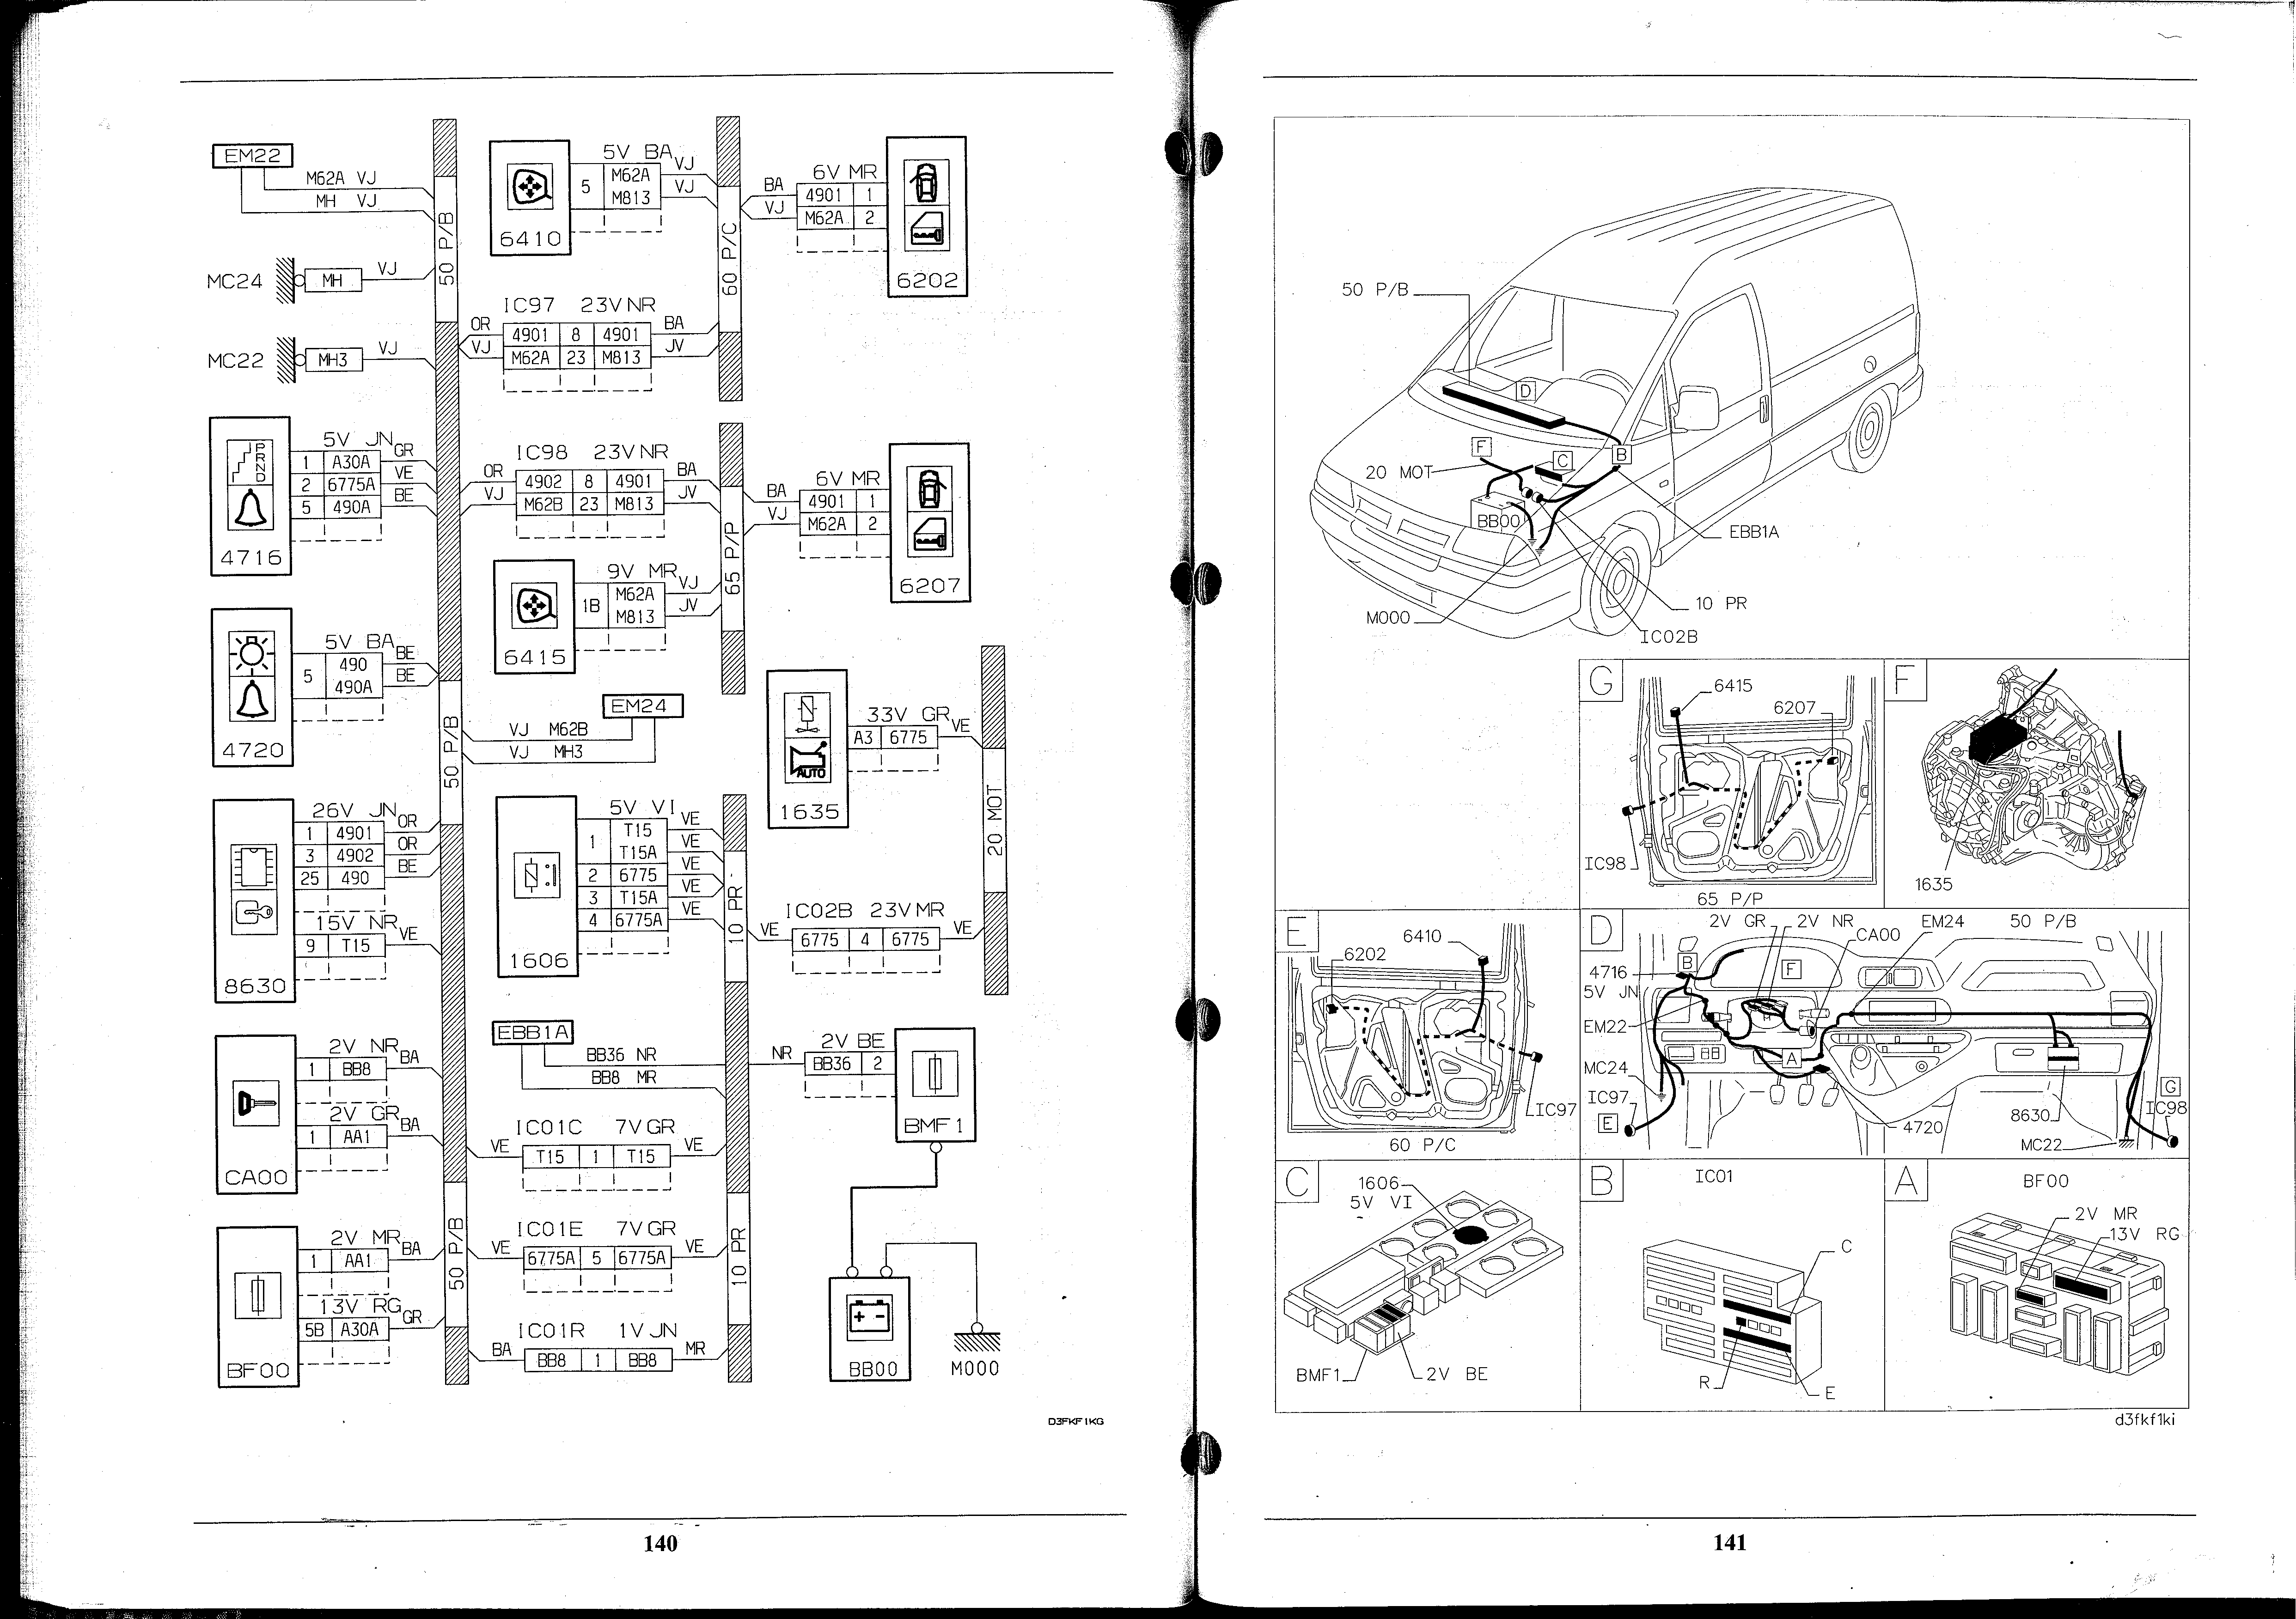 EM22
M62A VJ
MH VJ
MC24
MH
VJ
MC22
MH3
VJ
50 P/B
5V JN
PRND
1 A30A GR
2 6775A VE
5 490A BE
4716
5V BA
5 490 BE
490A BE
4720
26V JN
1 4901 OR
3 4902 OR
25 490 BE
15V NR
9 T15 VE
8630
2V NR
1 BB8 BA
2V GR
1 AA1 BA
CA00
2V MR
1 AA1 BA
13V RG
5B A30A GR
BF00
50 P/B
50 P/B
5V BA
5 M62A VJ
M813 VJ
6410
IC97 23V NR
OR 4901 8 4901 BA
VJ M62A 23 M813 JV
60 P/C
6V MR
BA 4901 1
VJ M62A 2
6202
IC98 23V NR
OR 4902 8 4901 BA
VJ M62B 23 M813 JV
9V MR
1B M62A VJ
M813 JV
6415
65 P/P
6V MR
BA 4901 1
VJ M62A 2
6207
EM24
VJ M62B
VJ MH3
5V VI
1 T15 VE
T15A VE
2 6775 VE
3 T15A VE
4 6775A VE
1606
10 PR
33V GR
A3 6775 VE
AUTO
1635
20 MOT
IC02B 23V MR
VE 6775 4 6775 VE
EBB1A
BB36 NR
BB8 MR
2V BE
NR BB36 2
BMF1
IC01C 7V GR
VE T15 1 T15 VE
IC01E 7V GR
VE 6775A 5 6775A VE
IC01R 1V JN
BA BB8 1 BB8 MR
10 PR
+ -
BB00
M000
D3FKF1KG
140
50 P/B
D
F
C
B
20 MOT
BB00
EBB1A
10 PR
M000
IC02B
G
6415
6207
IC98
65 P/P
F
1635
E
6202
6410
IC97
60 P/C
D
2V GR
2V NR
CA00
EM24
50 P/B
4716
5V JN
B
F
EM22
A
MC24
IC97
E
8630
4720
MC22
G
IC98
C
1606
5V VI
BMF1
2V BE
B
IC01
C
R
E
A
BF00
2V MR
13V RG
d3fkf1ki
141